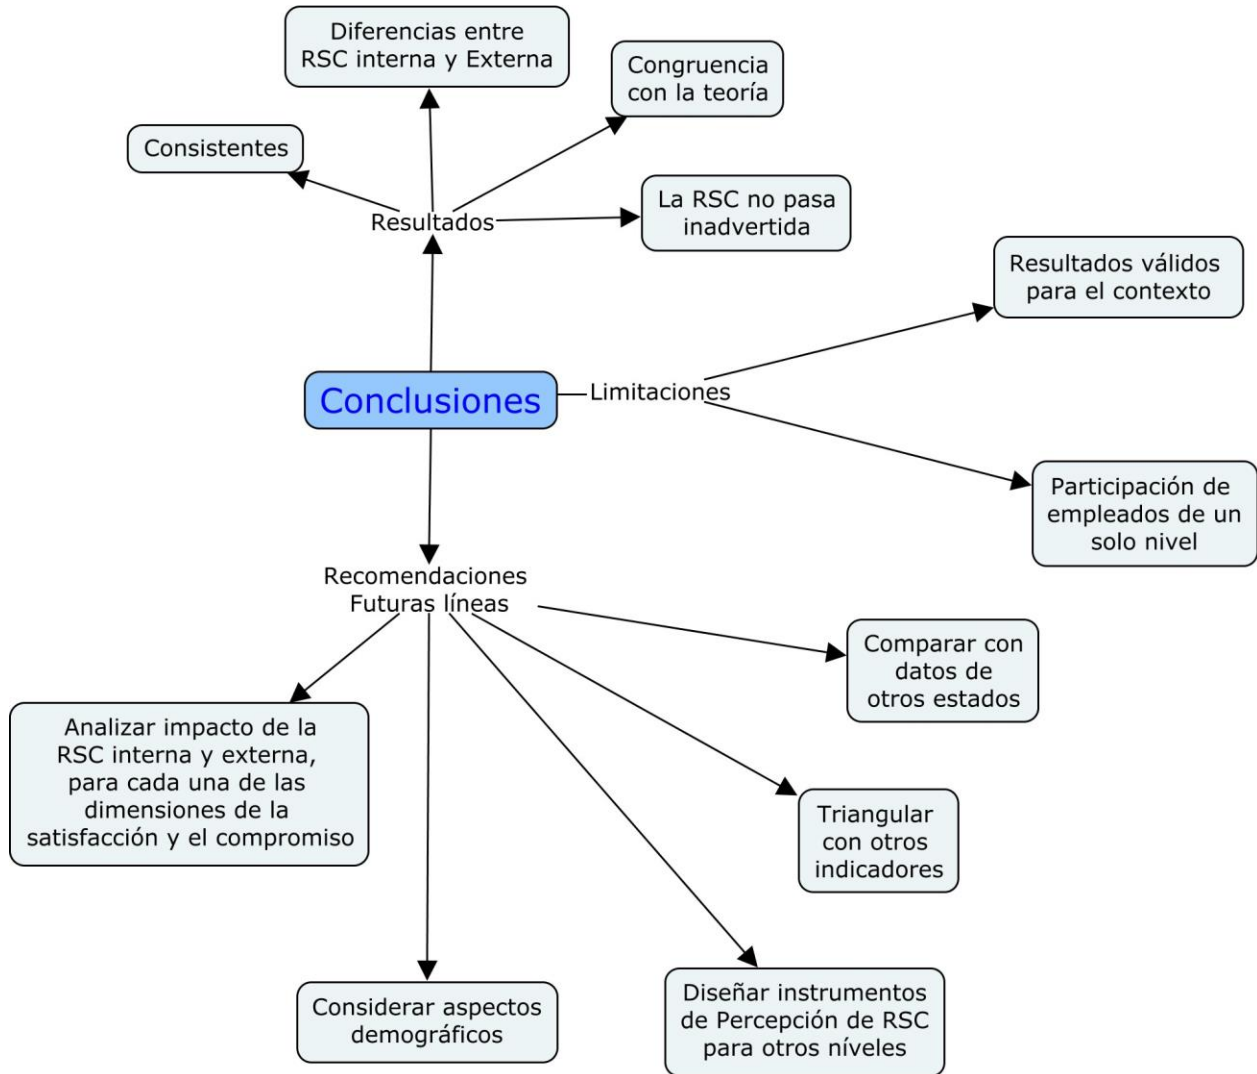 Diferencias entre
RSC interna y Externa
Congruencia
con la teoría
Consistentes
La RSC no pasa
inadvertida
Resultados
Resultados válidos
para el contexto
Conclusiones
Limitaciones
Participación de
empleados de un
solo nivel
Recomendaciones
Futuras líneas
Comparar con
datos de
otros estados
Analizar impacto de la
RSC interna y externa,
para cada una de las
dimensiones de la
satisfacción y el compromiso
Triangular
con otros
indicadores
Considerar aspectos
demográficos
Diseñar instrumentos
de Percepción de RSC
para otros níveles